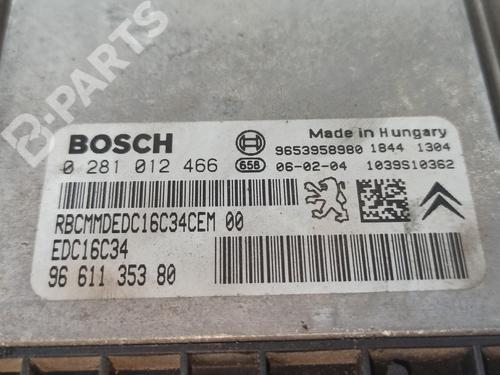 B-PARTS
BOSCH
0 281 012 466
658
Made in Hungary
9653958980 1844 1304
06-02-04 1039S10362
RBCMMDEDC16C34CEM 00
EDC16C34
96 611 353 80